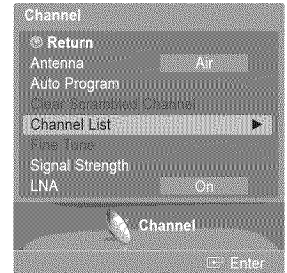 Channel
Return
Antenna Air
Auto Program
Clear Scrambled Channel
Channel List ►
Fine Tune
Signal Strength
LNA On
Channel
Enter